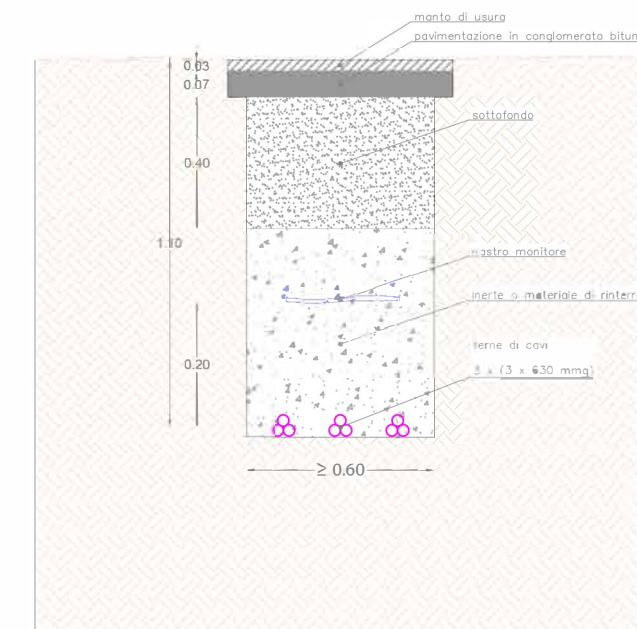 manto di usura
pavimentazione in conglomerato bitum
0.03
0.07
sottofondo
0.40
1.10
nastro monitore
inerte o materiale di rinterr
0.20
terne di cavi
3 x (3 x 630 mmq)
≥ 0.60